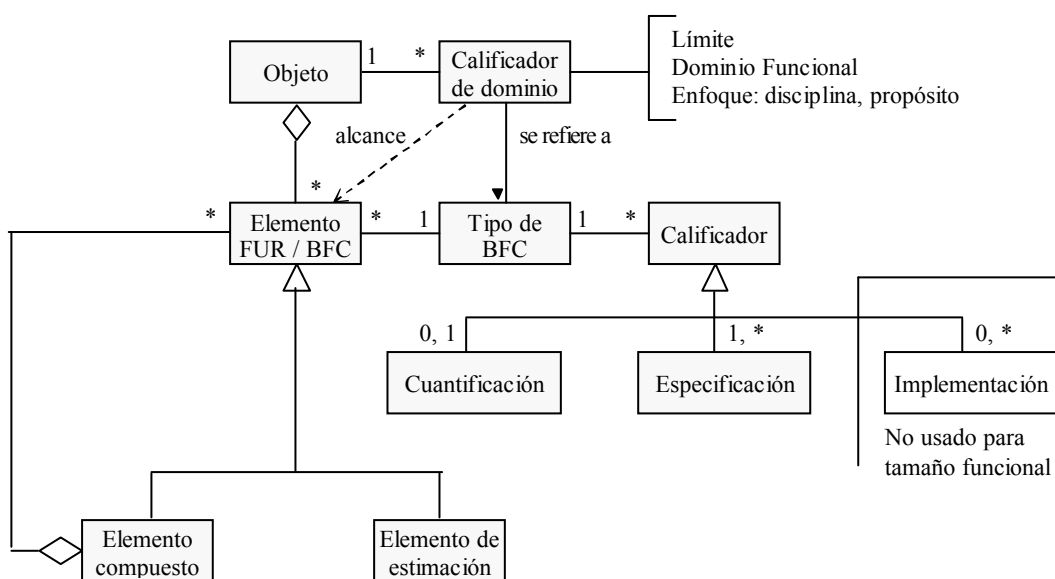 Objeto
1
*
Calificador
de dominio
Límite
Dominio Funcional
Enfoque: disciplina, propósito
alcance
se refiere a
*
*
Elemento
FUR / BFC
*
1
Tipo de
BFC
1
*
Calificador
0, 1
1, *
0, *
Cuantificación
Especificación
Implementación
No usado para
tamaño funcional
Elemento
compuesto
Elemento de
estimación